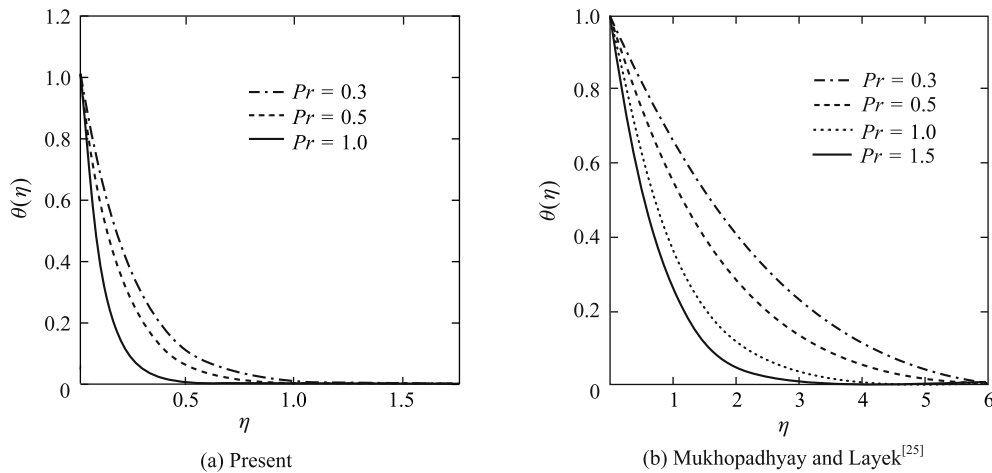 1.2
1.0
0.8
0.6
0.4
0.2
0
θ(η)
Pr = 0.3
Pr = 0.5
Pr = 1.0
0.5
1.0
1.5
η
(a) Present
1.0
0.8
0.6
0.4
0.2
0
θ(η)
Pr = 0.3
Pr = 0.5
Pr = 1.0
Pr = 1.5
1
2
3
4
5
6
η
(b) Mukhopadhyay and Layek[25]